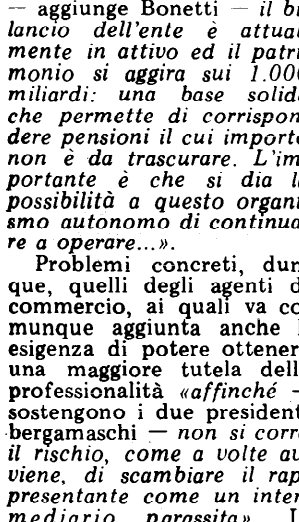 — aggiunge Bonetti — il bi
lancio dell'ente è attual
mente in attivo ed il patri
monio si aggira sui 1.000
miliardi: una base solid
che permette di corrispon
dere pensioni il cui importo
non è da trascurare. L'im
portante è che si dia l
possibilità a questo organi
smo autonomo di continua
re a operare...».
Problemi concreti, dun
que, quelli degli agenti d
commercio, ai quali va co
munque aggiunta anche
esigenza di potere ottener
una maggiore tutela dell
professionalità «affinché —
sostengono i due president
bergamaschi — non si corr
il rischio, come a volte av
viene, di scambiare il rap
presentante come un inter
mediario parassita».